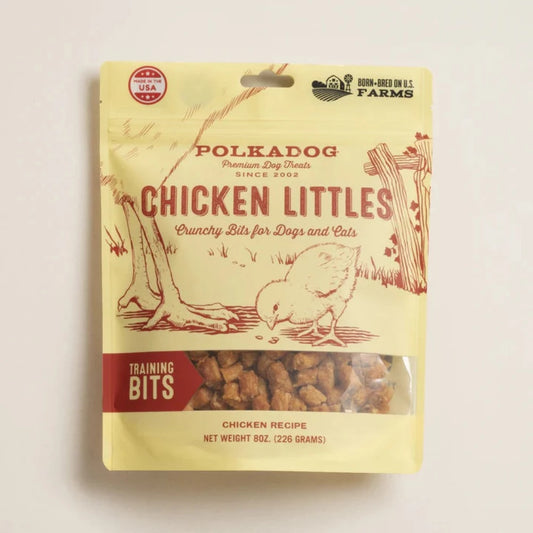 MADE IN THE
USA
BORN + BRED ON U.S.
FARMS
POLKADOG
Premium Dog Treats
SINCE 2002
CHICKEN LITTLES
Crunchy Bits for Dogs and Cats
TRAINING
BITS
CHICKEN RECIPE
NET WEIGHT 8OZ. (226 GRAMS)